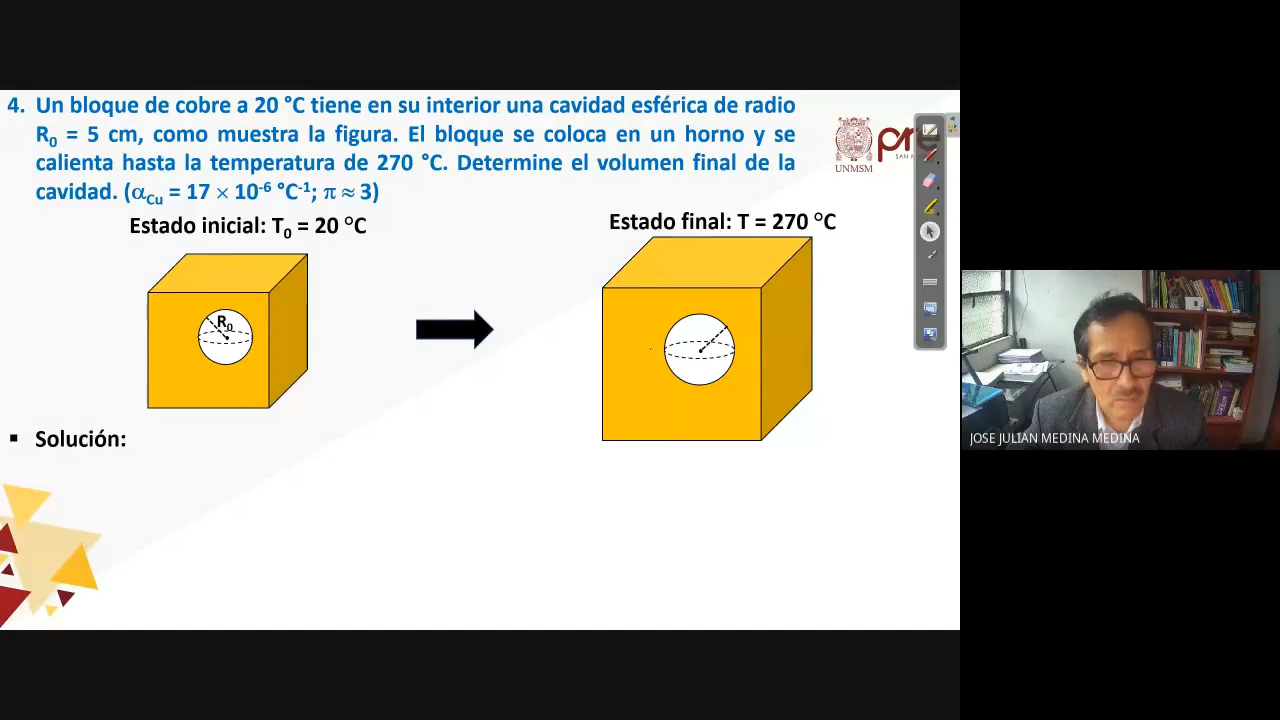 4. Un bloque de cobre a 20 °C tiene en su interior una cavidad esférica de radio
R₀ = 5 cm, como muestra la figura. El bloque se coloca en un horno y se
calienta hasta la temperatura de 270 °C. Determine el volumen final de la
cavidad. (αCu = 17 × 10⁻⁶ °C⁻¹; π ≈ 3)
UNMSM
pre
Estado inicial: T₀ = 20 °C
Estado final: T = 270 °C
R₀
▪ Solución:
JOSE JULIAN MEDINA MEDINA